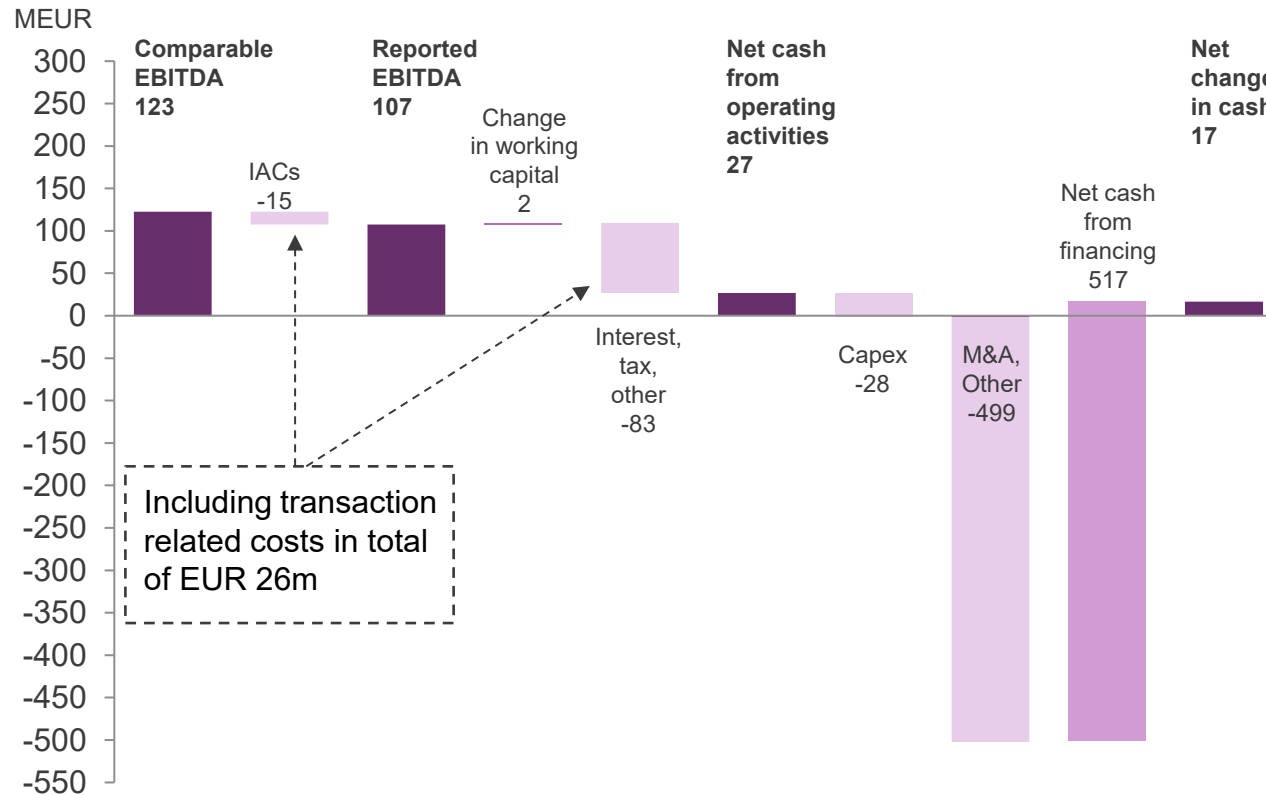 MEUR
300
250
200
150
100
50
0
-50
-100
-150
-200
-250
-300
-350
-400
-450
-500
-550
Comparable
EBITDA
123
IACs
-15
Reported
EBITDA
107
Change
in working
capital
2
Interest,
tax,
other
-83
Net cash
from
operating
activities
27
Capex
-28
M&A,
Other
-499
Net cash
from
financing
517
Net
change
in cash
17
Including transaction
related costs in total
of EUR 26m